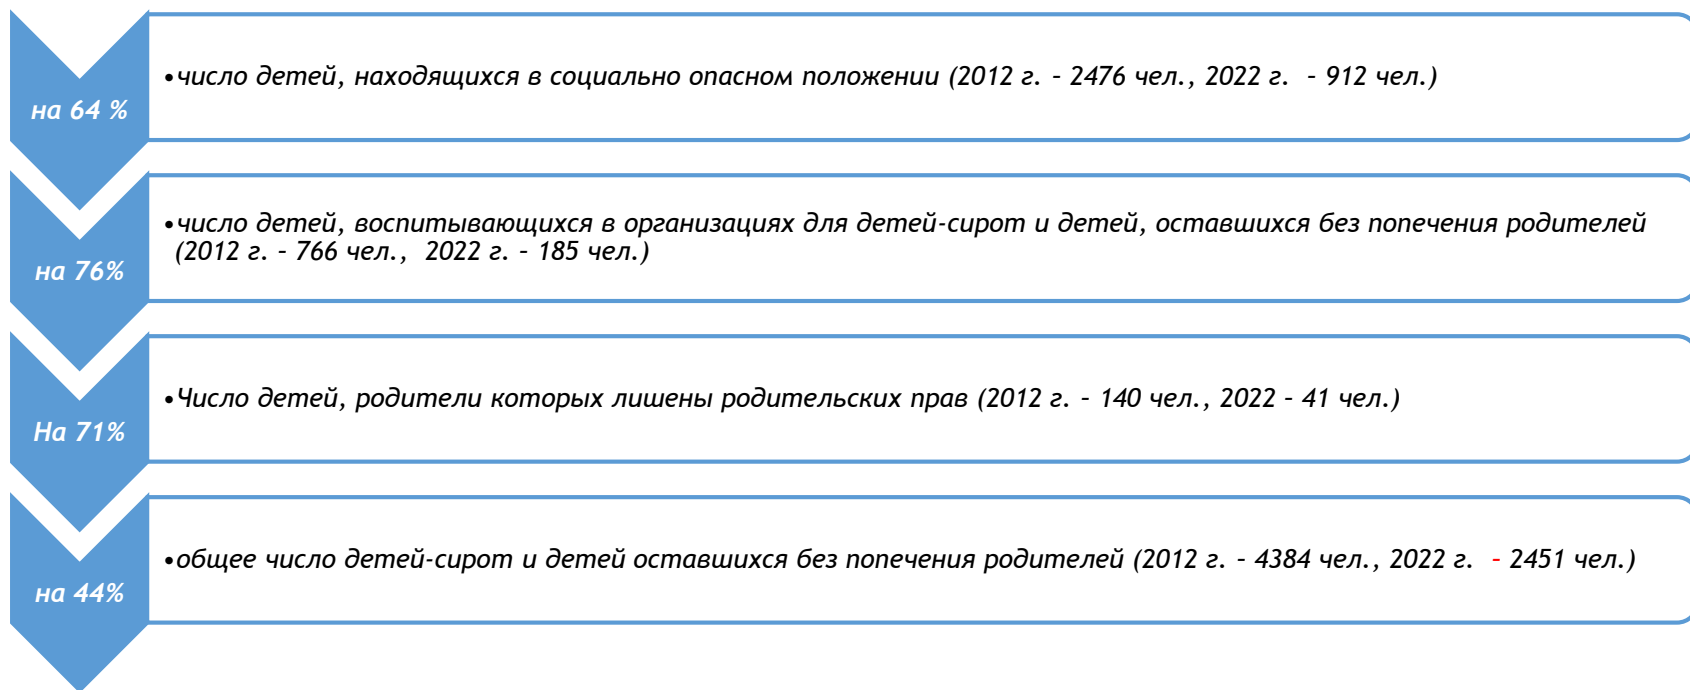 на 64 %
•число детей, находящихся в социально опасном положении (2012 г. - 2476 чел., 2022 г.  - 912 чел.)
на 76%
•число детей, воспитывающихся в организациях для детей-сирот и детей, оставшихся без попечения родителей
(2012 г. - 766 чел.,  2022 г. - 185 чел.)
На 71%
•Число детей, родители которых лишены родительских прав (2012 г. - 140 чел., 2022 - 41 чел.)
на 44%
•общее число детей-сирот и детей оставшихся без попечения родителей (2012 г. - 4384 чел., 2022 г.  - 2451 чел.)